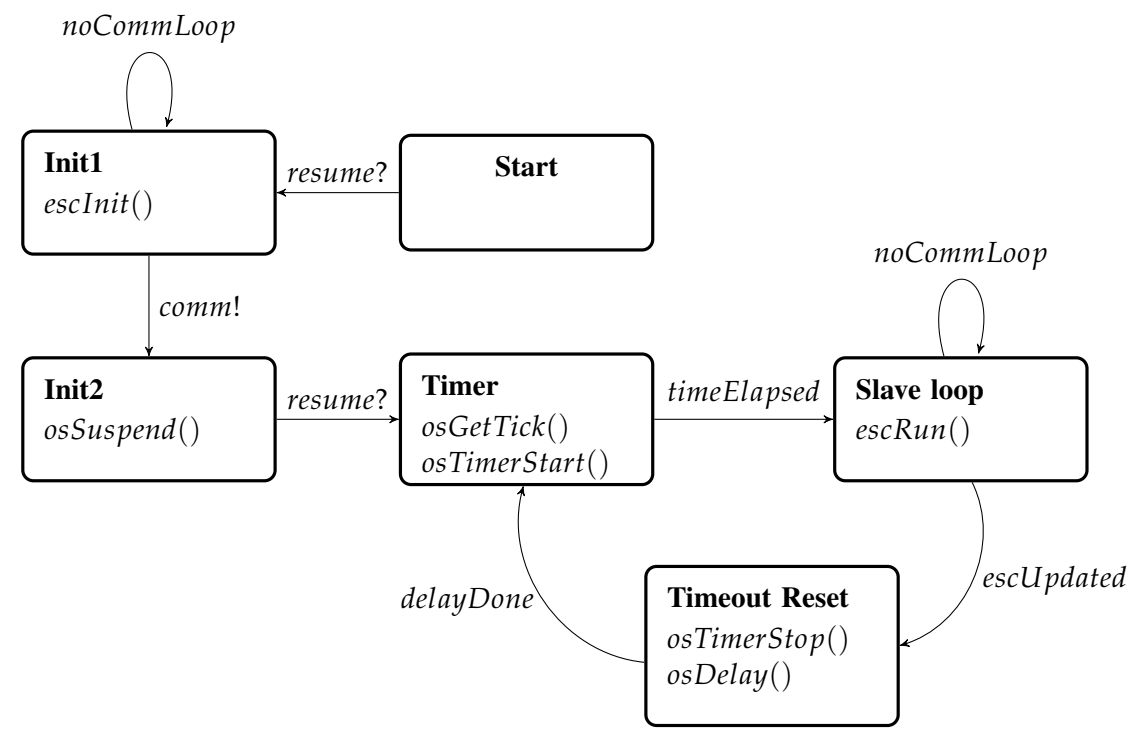 noCommLoop
Init1
escInit()
resume?
Start
comm!
noCommLoop
Init2
osSuspend()
resume?
Timer
osGetTick()
osTimerStart()
timeElapsed
Slave loop
escRun()
delayDone
Timeout Reset
osTimerStop()
osDelay()
escUpdated